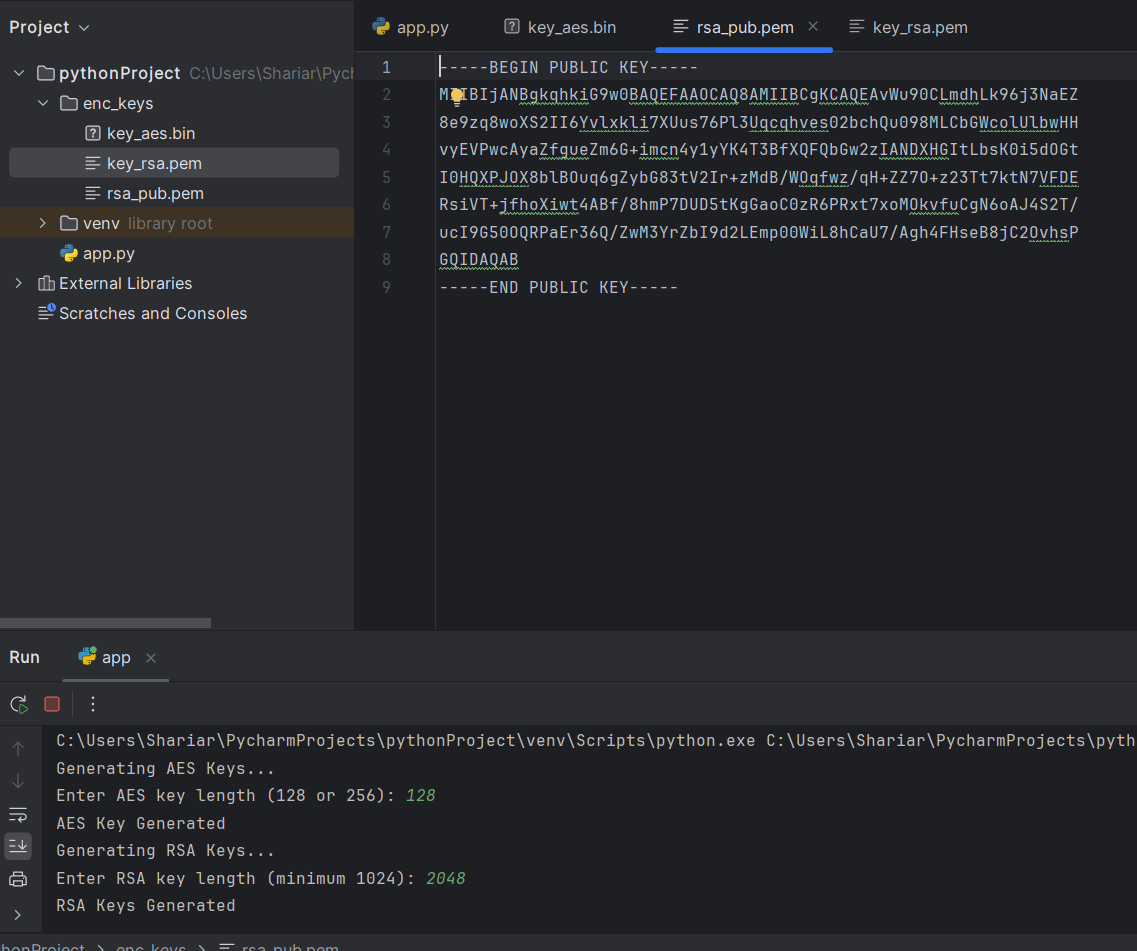 Project
app.py
key_aes.bin
rsa_pub.pem
key_rsa.pem
pythonProject C:\Users\Shariar\Pych
enc_keys
key_aes.bin
key_rsa.pem
rsa_pub.pem
venv library root
app.py
External Libraries
Scratches and Consoles
1 -----BEGIN PUBLIC KEY-----
2 MIIBIjANBgkqhkiG9w0BAQEFAAOCAQ8AMIIBCgKCAQEAvWu90CLmdhLk96j3NaEZ
3 8e9zq8woXS2II6Yvlxkli7XUus76Pl3Uqcqhves02bchQu098MLCbGWcolUlbwHH
4 vyEVPwcAyaZfgueZm6G+imcn4y1yYK4T3BfXQFQbGw2zIANDXHGItLbsK0i5dOGt
5 I0HQXPJOX8blBOuq6gZybG83tV2Ir+zMdB/WOqfwz/qH+ZZ7O+z23Tt7ktN7VFDE
6 RsiVT+jfhoXiwt4ABf/8hmP7DUD5tKgGaoC0zR6PRxt7xoMOkvfuCgN6oAJ4S2T/
7 ucI9G50OQRPaEr36Q/ZwM3YrZbI9d2LEmp00WiL8hCaU7/Agh4FHseB8jC2OvhsP
8 GQIDAQAB
9 -----END PUBLIC KEY-----
Run
app
C:\Users\Shariar\PycharmProjects\pythonProject\venv\Scripts\python.exe C:\Users\Shariar\PycharmProjects\pyth
Generating AES Keys...
Enter AES key length (128 or 256): 128
AES Key Generated
Generating RSA Keys...
Enter RSA key length (minimum 1024): 2048
RSA Keys Generated
honProject > enc_keys > rsa_pub.pem